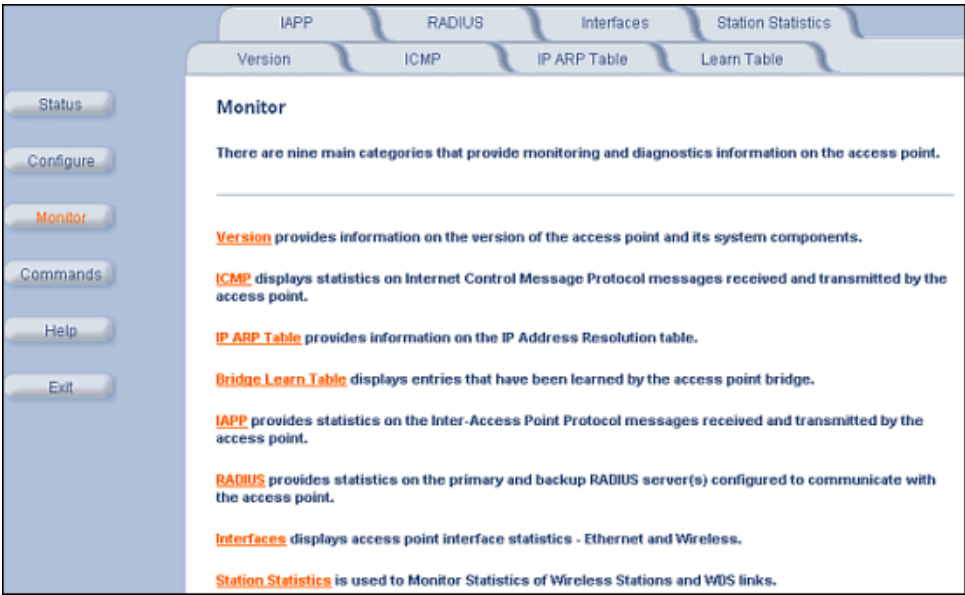 IAPP RADIUS Interfaces Station Statistics
Version ICMP IP ARP Table Learn Table
Status
Configure
Monitor
Commands
Help
Exit
Monitor
There are nine main categories that provide monitoring and diagnostics information on the access point.
Version provides information on the version of the access point and its system components.
ICMP displays statistics on Internet Control Message Protocol messages received and transmitted by the
access point.
IP ARP Table provides information on the IP Address Resolution table.
Bridge Learn Table displays entries that have been learned by the access point bridge.
IAPP provides statistics on the Inter-Access Point Protocol messages received and transmitted by the
access point.
RADIUS provides statistics on the primary and backup RADIUS server(s) configured to communicate with
the access point.
Interfaces displays access point interface statistics - Ethernet and Wireless.
Station Statistics is used to Monitor Statistics of Wireless Stations and WDS links.